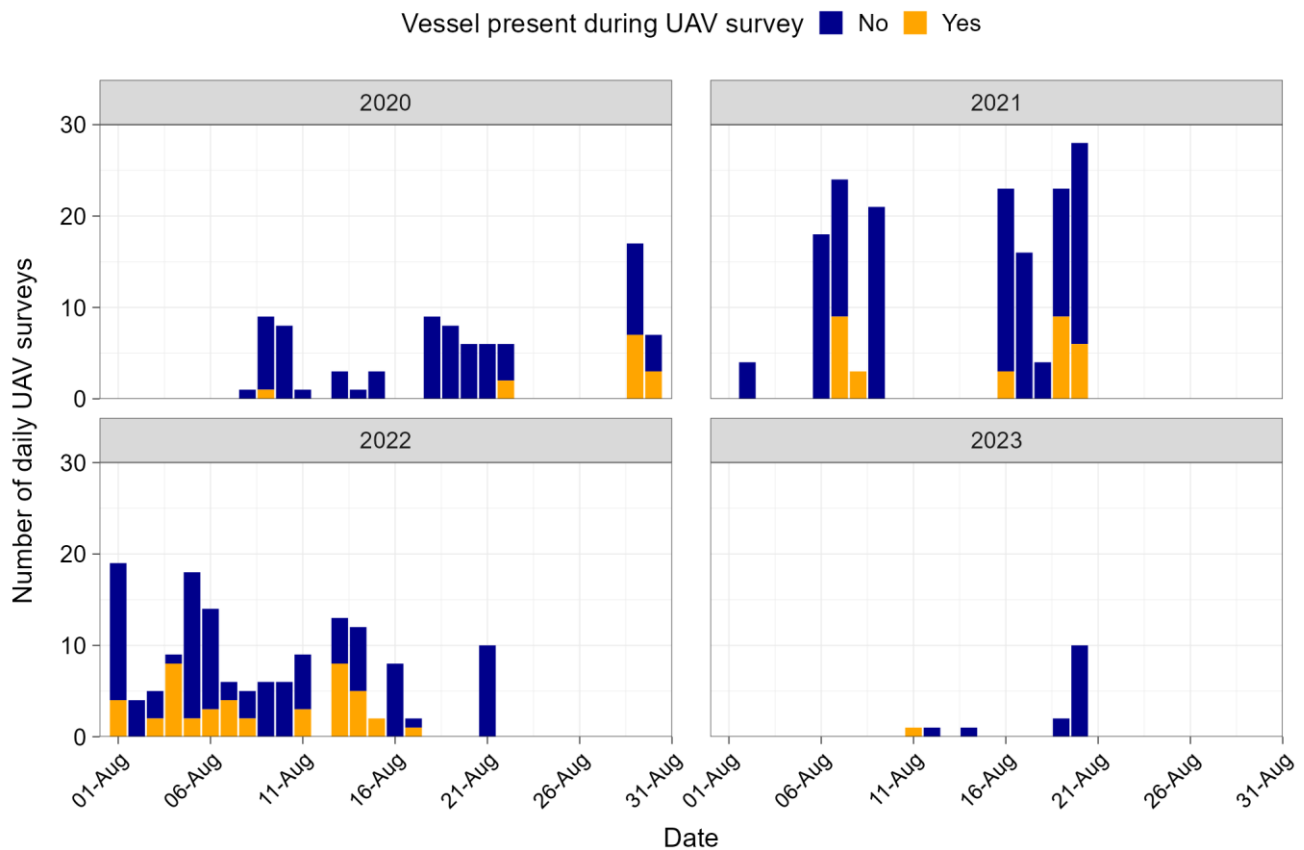 Vessel present during UAV survey No Yes
2020 2021
30
20
10
0
2022 2023
30
20
10
0
Number of daily UAV surveys
01-Aug 06-Aug 11-Aug 16-Aug 21-Aug 26-Aug 31-Aug 01-Aug 06-Aug 11-Aug 16-Aug 21-Aug 26-Aug 31-Aug
Date